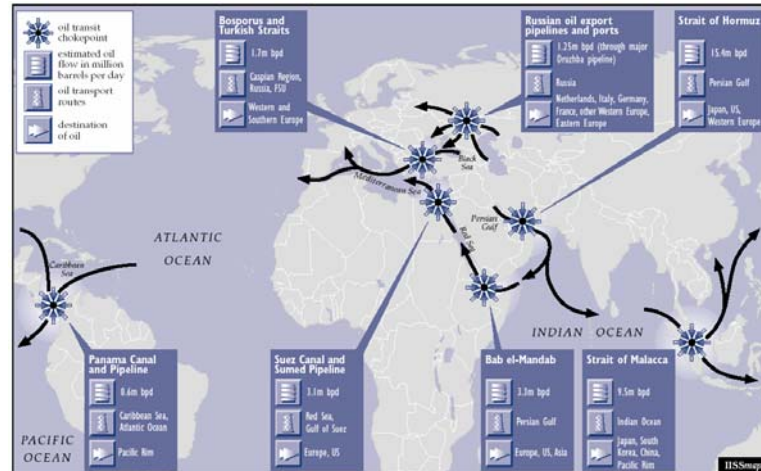 oil transit
chokepoint
estimated oil
flow in million
barrels per day
oil transport
routes
destination
of oil
Bosporus and
Turkish Straits
1.7m bpd
Caspian Region,
Russia, FSU
Western and
Southern Europe
Russian oil export
pipelines and ports
1.25m bpd (through major
Druzhba pipeline)
Russia
Netherlands, Italy, Germany,
France, other Western Europe,
Eastern Europe
Strait of Hormuz
15.4m bpd
Persian Gulf
Japan, US,
Western Europe
Black
Sea
Mediterranean Sea
Red Sea
Persian
Gulf
ATLANTIC
OCEAN
Caribbean
Sea
INDIAN OCEAN
PACIFIC
OCEAN
Panama Canal
and Pipeline
0.6m bpd
Caribbean Sea,
Atlantic Ocean
Pacific Rim
Suez Canal and
Sumed Pipeline
3.1m bpd
Red Sea,
Gulf of Suez
Europe, US
Bab el-Mandab
3.3m bpd
Persian Gulf
Europe, US, Asia
Strait of Malacca
9.5m bpd
Indian Ocean
Japan, South
Korea, China,
Pacific Rim
IISSmap